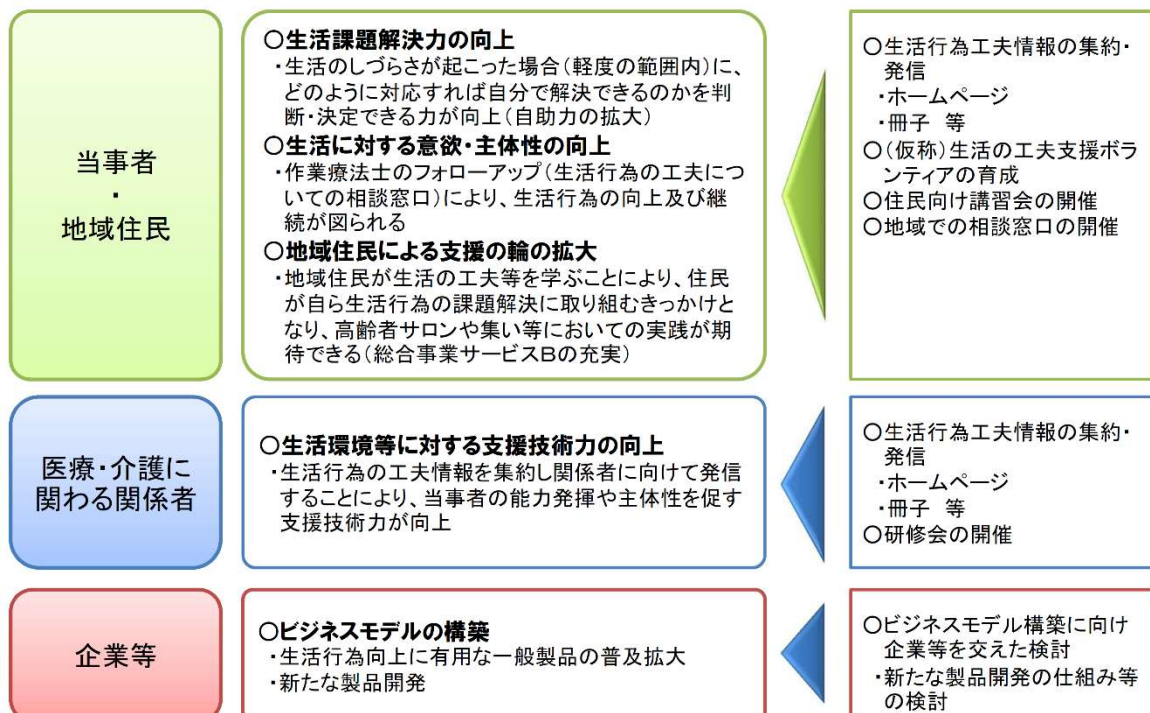 当事者
・
地域住民
○生活課題解決力の向上
・生活のしづらさが起こった場合(軽度の範囲内)に、
どのように対応すれば自分で解決できるのかを判
断・決定できる力が向上(自助力の拡大)
○生活に対する意欲・主体性の向上
・作業療法士のフォローアップ(生活行為の工夫につ
いての相談窓口)により、生活行為の向上及び継
続が図られる
○地域住民による支援の輪の拡大
・地域住民が生活の工夫等を学ぶことにより、住民
が自ら生活行為の課題解決に取り組むきっかけと
なり、高齢者サロンや集い等においての実践が期
待できる(総合事業サービスBの充実)
○生活行為工夫情報の集約・
発信
・ホームページ
・冊子 等
○(仮称)生活の工夫支援ボラ
ンティアの育成
○住民向け講習会の開催
○地域での相談窓口の開催
医療・介護に
関わる関係者
○生活環境等に対する支援技術力の向上
・生活行為の工夫情報を集約し関係者に向けて発信
することにより、当事者の能力発揮や主体性を促す
支援技術力が向上
○生活行為工夫情報の集約・
発信
・ホームページ
・冊子 等
○研修会の開催
企業等
○ビジネスモデルの構築
・生活行為向上に有用な一般製品の普及拡大
・新たな製品開発
○ビジネスモデル構築に向け
企業等を交えた検討
・新たな製品開発の仕組み等
の検討